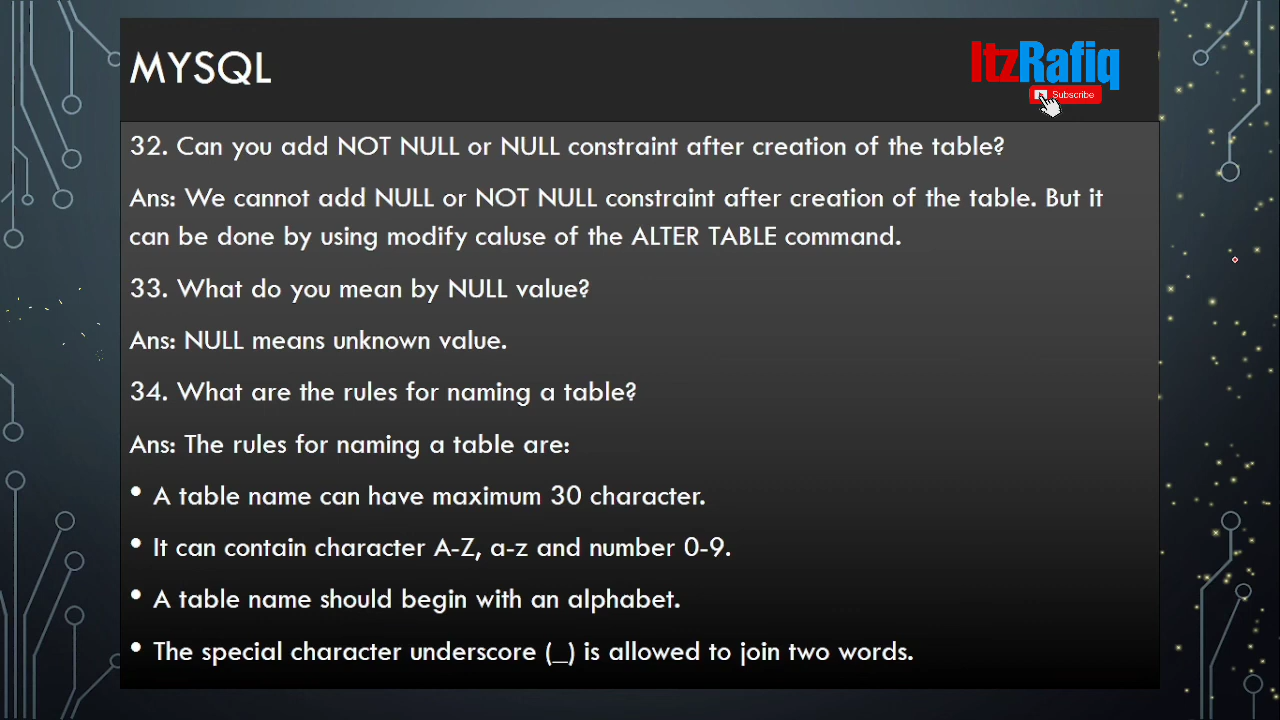 MYSQL
ItzRafiq
Subscribe
32. Can you add NOT NULL or NULL constraint after creation of the table?
Ans: We cannot add NULL or NOT NULL constraint after creation of the table. But it
can be done by using modify caluse of the ALTER TABLE command.
33. What do you mean by NULL value?
Ans: NULL means unknown value.
34. What are the rules for naming a table?
Ans: The rules for naming a table are:
• A table name can have maximum 30 character.
• It can contain character A-Z, a-z and number 0-9.
• A table name should begin with an alphabet.
• The special character underscore (_) is allowed to join two words.